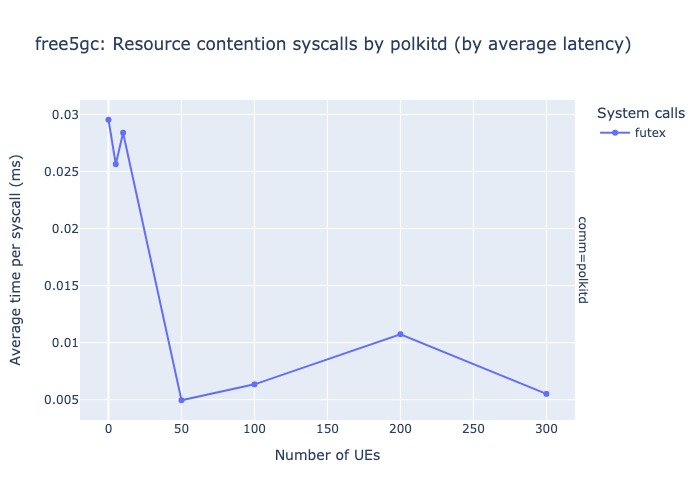 free5gc: Resource contention syscalls by polkitd (by average latency)
System calls
futex
Average time per syscall (ms)
0.03
0.025
0.02
0.015
0.01
0.005
comm=polkitd
0 50 100 150 200 250 300
Number of UEs